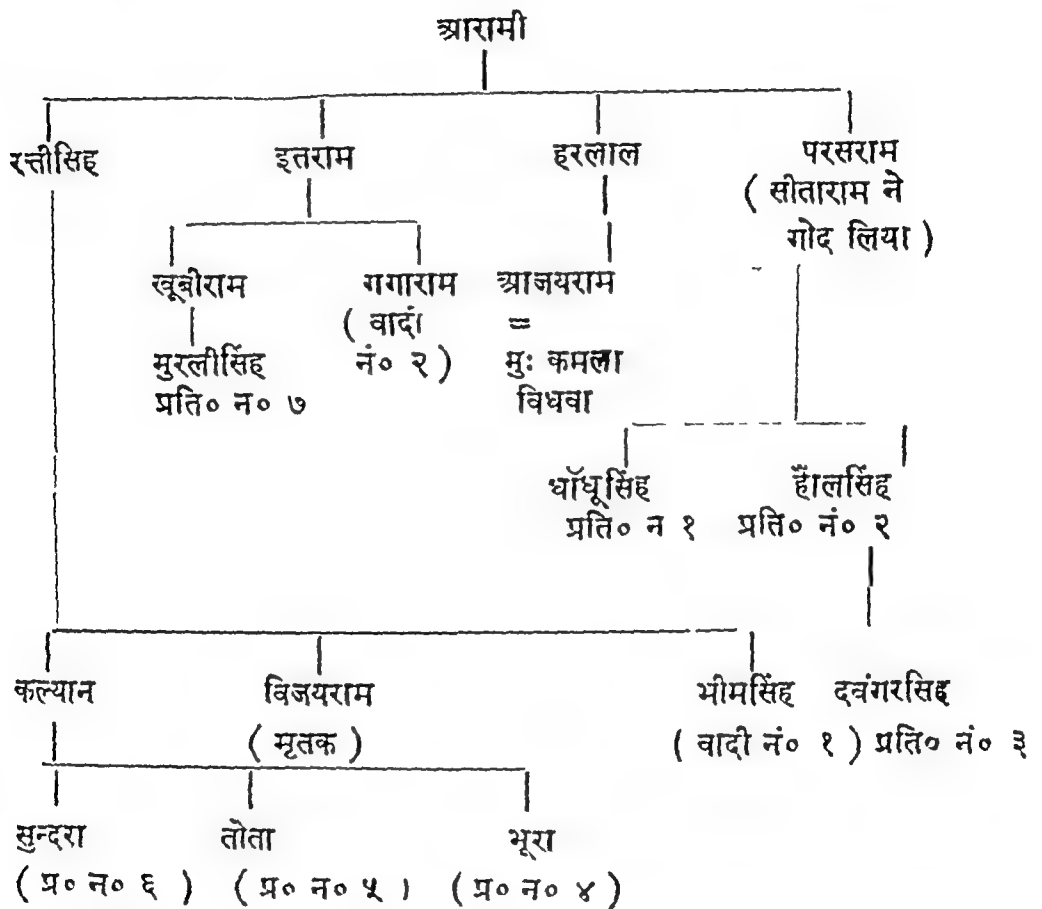 आरामी
रत्तीसिंह इतराम हरलाल परसराम
( सीताराम ने
गोद लिया )
खूबीराम गगाराम आजयराम
( वादी =
मुरलीसिंह नं० २ ) मुः कमला
प्रति० न० ७ विधवा
धाँधूसिंह हौलसिंह
प्रति० न १ प्रति० नं० २
कल्यान विजयराम भीमसिंह दवंगरसिह
( मृतक ) ( वादी नं० १ ) प्रति० नं० ३
सुन्दरा तोता भूरा
( प्र० न० ६ ) ( प्र० न० ५ ) ( प्र० न० ४ )